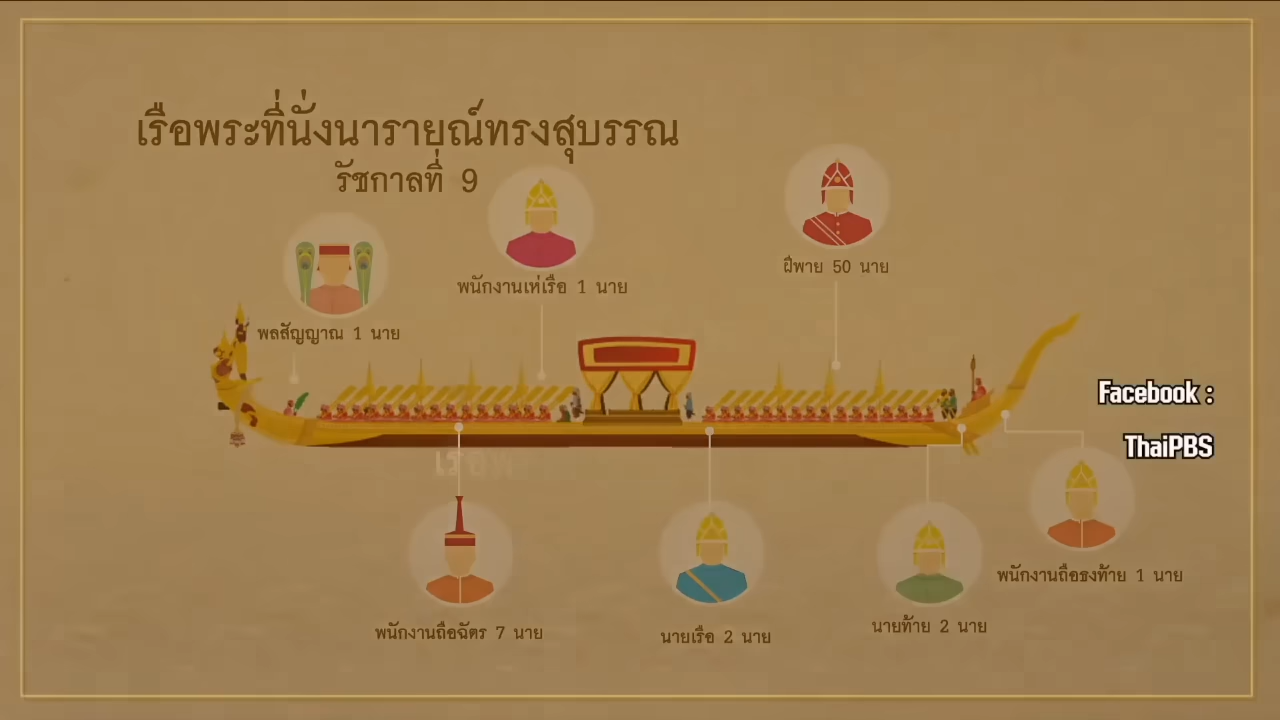 เรือพระที่นั่งนารายณ์ทรงสุบรรณ
รัชกาลที่ 9
ฝีพาย 50 นาย
พนักงานเห่เรือ 1 นาย
พลสัญญาณ 1 นาย
Facebook :
ThaiPBS
เรือพ
พนักงานถือธงท้าย 1 นาย
พนักงานถือฉัตร 7 นาย
นายเรือ 2 นาย
นายท้าย 2 นาย